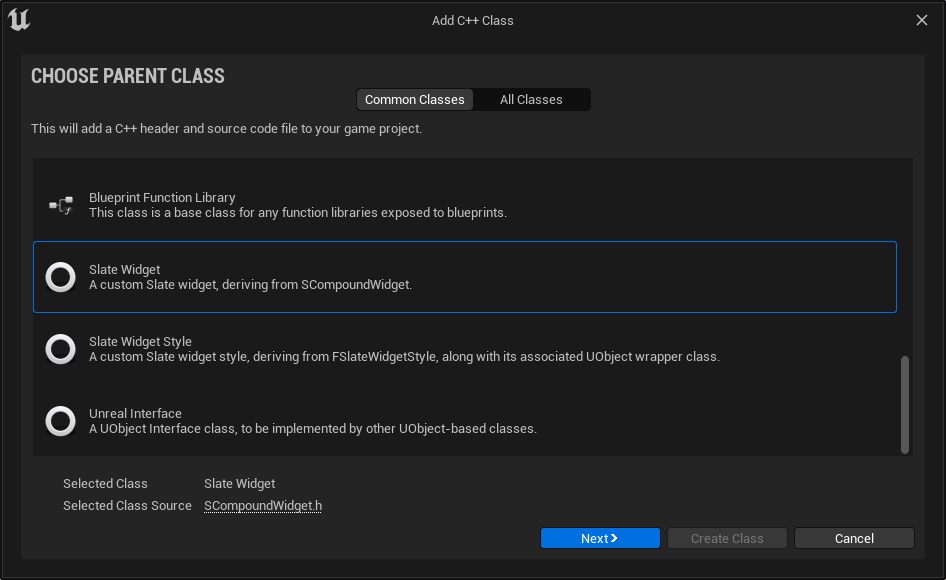 Add C++ Class
CHOOSE PARENT CLASS
Common Classes
All Classes
This will add a C++ header and source code file to your game project.
Blueprint Function Library
This class is a base class for any function libraries exposed to blueprints.
Slate Widget
A custom Slate widget, deriving from SCompoundWidget.
Slate Widget Style
A custom Slate widget style, deriving from FSlateWidgetStyle, along with its associated UObject wrapper class.
Unreal Interface
A UObject Interface class, to be implemented by other UObject-based classes.
Selected Class
Slate Widget
Selected Class Source
SCompoundWidget.h
Next
Create Class
Cancel